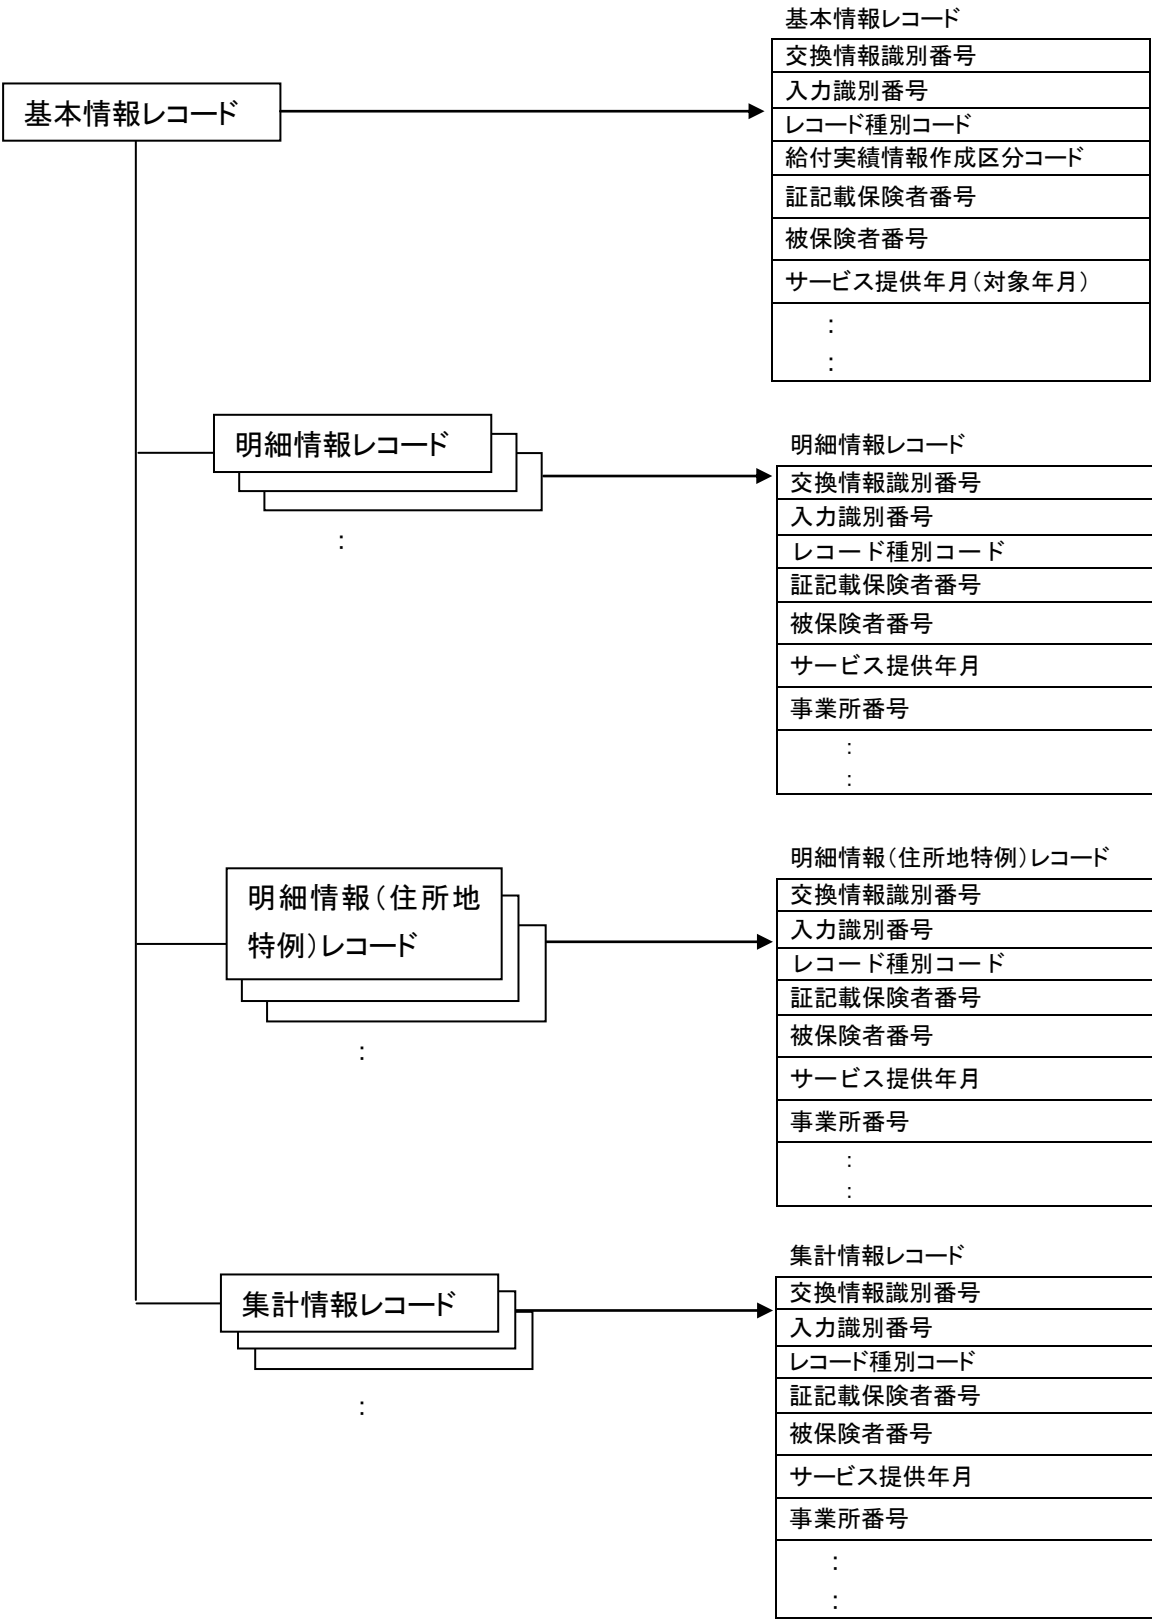 基本情報レコード
基本情報レコード
交換情報識別番号
入力識別番号
レコード種別コード
給付実績情報作成区分コード
証記載保険者番号
被保険者番号
サービス提供年月(対象年月)
:
:
明細情報レコード
:
明細情報レコード
交換情報識別番号
入力識別番号
レコード種別コード
証記載保険者番号
被保険者番号
サービス提供年月
事業所番号
:
:
明細情報(住所地
特例)レコード
:
明細情報(住所地特例)レコード
交換情報識別番号
入力識別番号
レコード種別コード
証記載保険者番号
被保険者番号
サービス提供年月
事業所番号
:
:
集計情報レコード
:
集計情報レコード
交換情報識別番号
入力識別番号
レコード種別コード
証記載保険者番号
被保険者番号
サービス提供年月
事業所番号
:
: